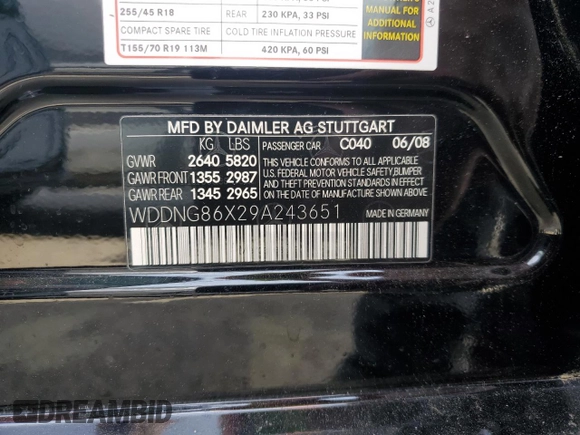 255/45 R18 REAR 230 KPA, 33 PSI
COMPACT SPARE TIRE COLD TIRE INFLATION PRESSURE
T155/70 R19 113M 420 KPA, 60 PSI
MANUAL FOR
ADDITIONAL
INFORMATION
MFD BY DAIMLER AG STUTTGART
KG LBS PASSENGER CAR C040 06/08
GVWR 2640 5820
GAWR FRONT 1355 2987
GAWR REAR 1345 2965
THIS VEHICLE CONFORMS TO ALL APPLICABLE
U.S. FEDERAL MOTOR VEHICLE SAFETY, BUMPER,
AND THEFT PREVENTION STANDARDS IN EFFECT
ON THE DATE OF MANUFACTURE SHOWN ABOVE.
WDDNG86X29A243651
MADE IN GERMANY
DREAMBID